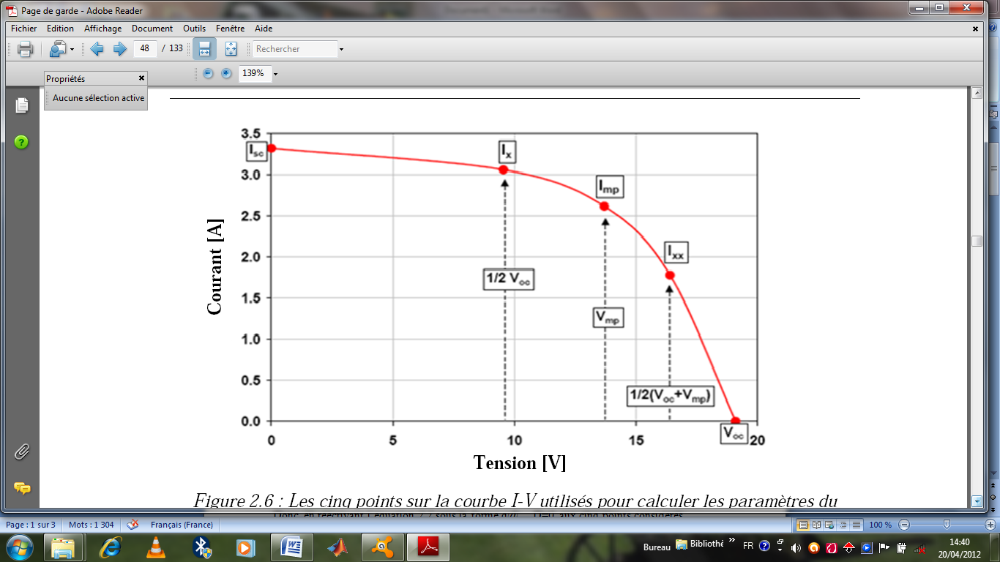 Page de garde - Adobe Reader
Fichier Edition Affichage Document Outils Fenêtre Aide
48 / 133 Rechercher
139%
Propriétés
Aucune sélection active
3.5
3.0
2.5
2.0
1.5
1.0
0.5
0.0
Courant [A]
Isc
Ix
Imp
Ixx
1/2 Voc
Vmp
1/2(Voc+Vmp)
Voc
0 5 10 15 20
Tension [V]
Figure 2.6 : Les cinq points sur la courbe I-V utilisés pour calculer les paramètres du
Page : 1 sur 3 Mots : 1 304 Français (France) 100 %
Bureau Bibliothè FR 14:40
20/04/2012